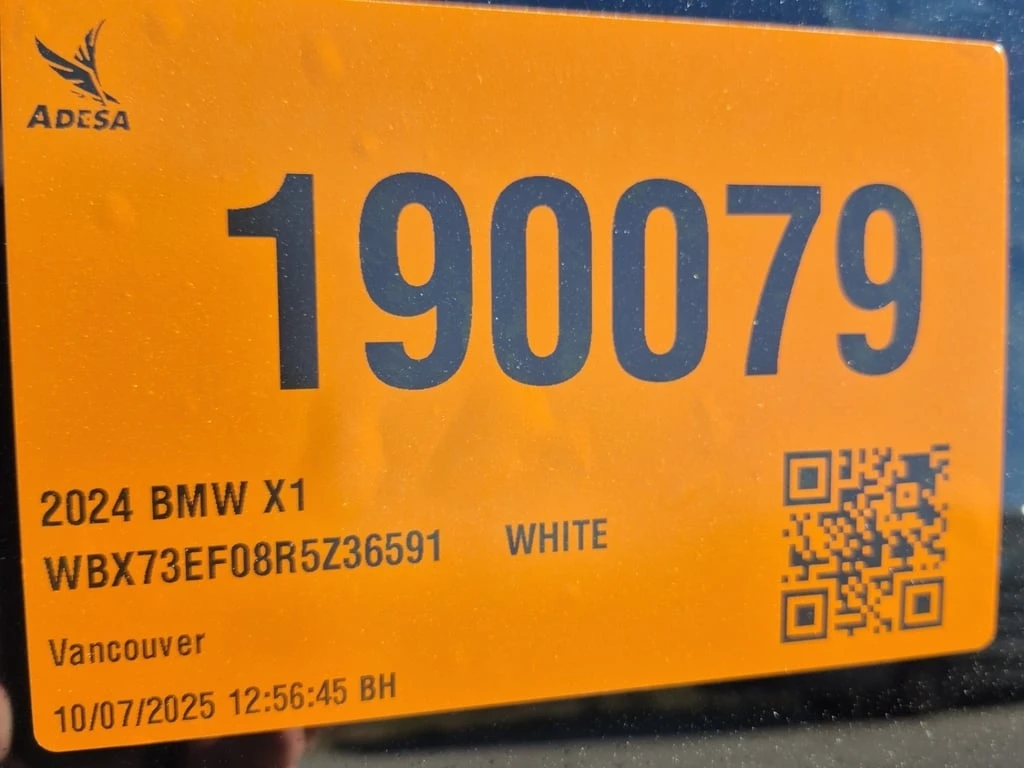 ADESA
190079
2024 BMW X1
WBX73EF08R5Z36591 WHITE
Vancouver
10/07/2025 12:56:45 BH